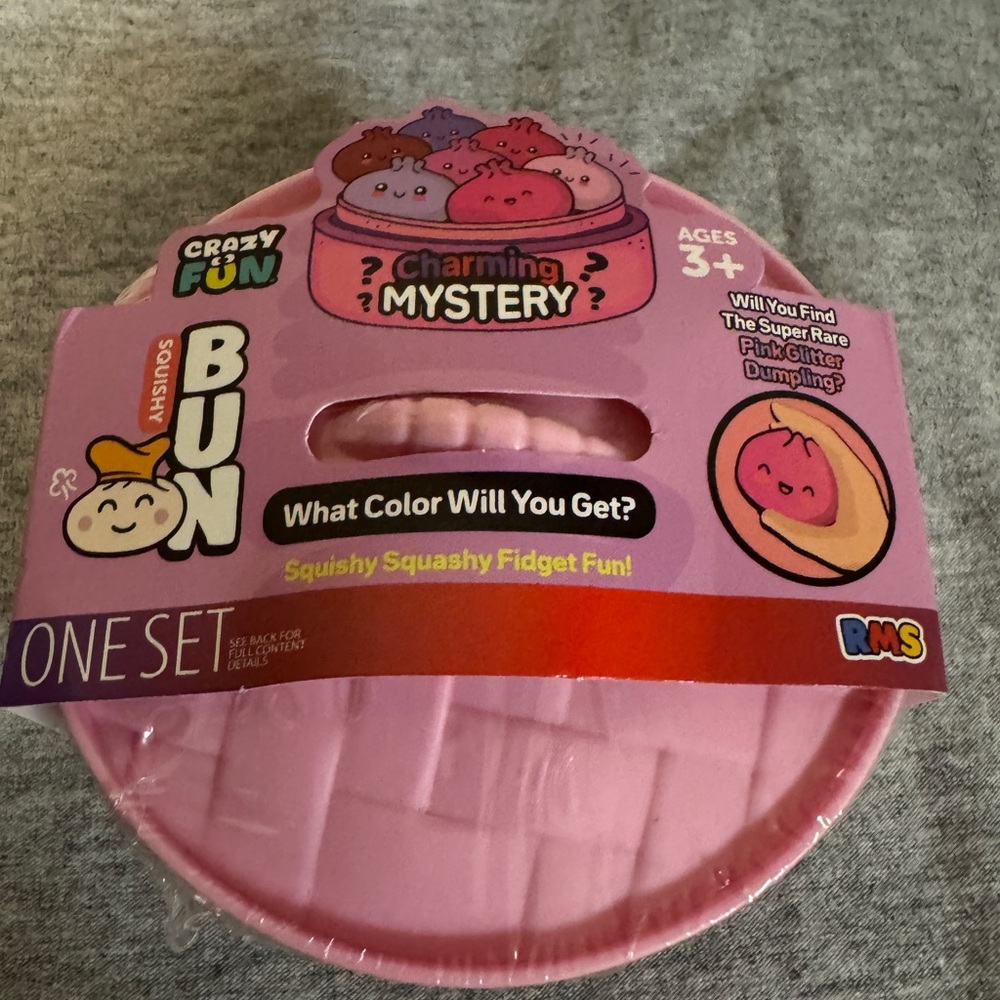 CRAZY
FUN
Charming
? MYSTERY ?
? ?
AGES
3+
SQUISHY
BUN
Will You Find
The Super Rare
Pink Glitter
Dumpling?
What Color Will You Get?
Squishy Squashy Fidget Fun!
ONE SET
SEE BACK FOR
FULL CONTENT
DETAILS
RMS